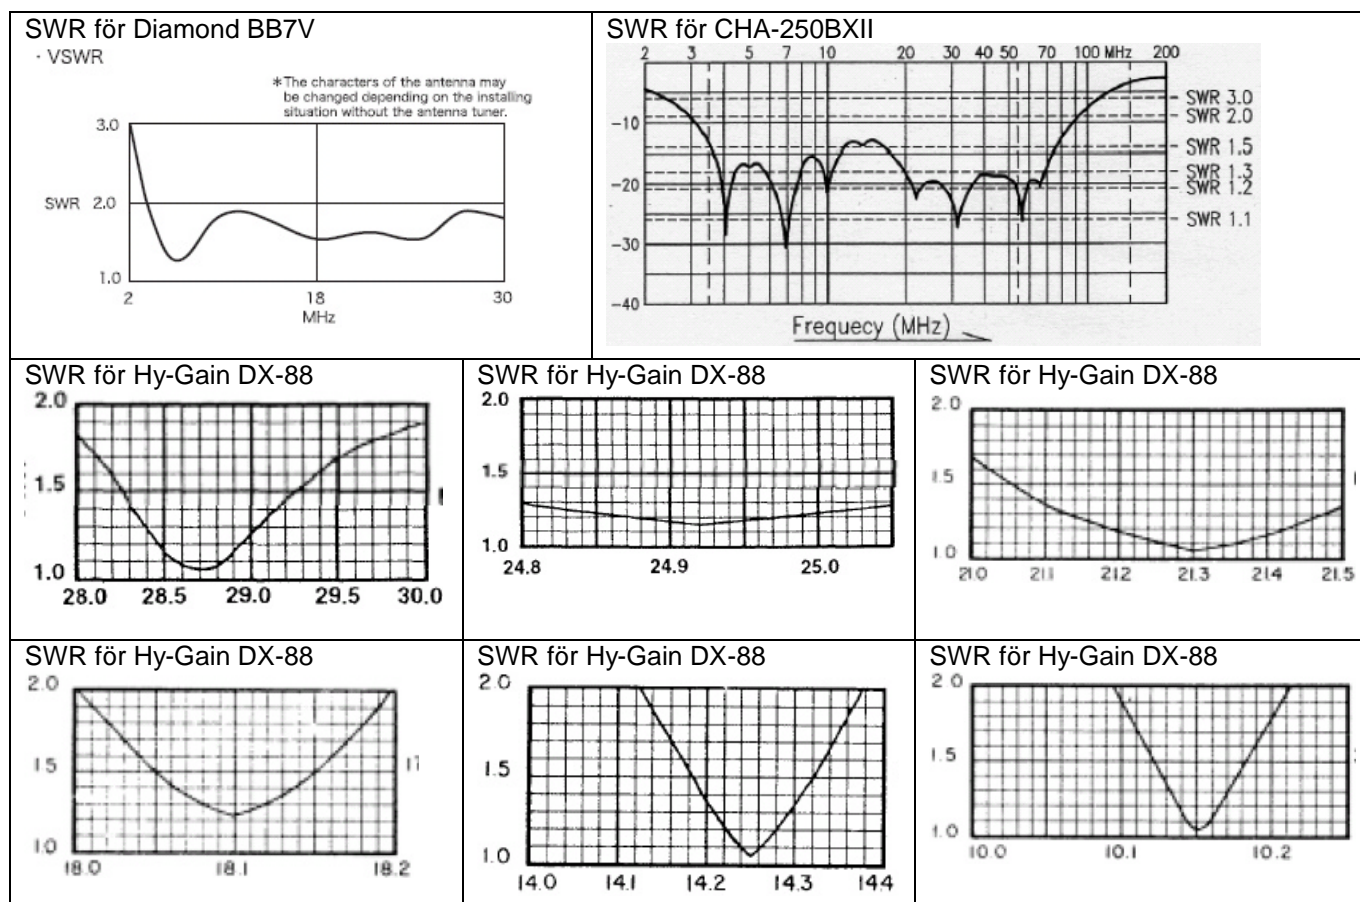 SWR för Diamond BB7V
· VSWR
*The characters of the antenna may
be changed depending on the installing
situation without the antenna tuner.
3.0
SWR 2.0
1.0
2 18 30
MHz
SWR för CHA-250BXII
2 3 5 7 10 20 30 40 50 70 100 MHz 200
SWR 3.0
SWR 2.0
-10
SWR 1.5
SWR 1.3
-20
SWR 1.2
SWR 1.1
-30
-40
Frequecy (MHz)
SWR för Hy-Gain DX-88
2.0
1.5
1.0
28.0 28.5 29.0 29.5 30.0
SWR för Hy-Gain DX-88
2.0
1.5
1.0
24.8 24.9 25.0
SWR för Hy-Gain DX-88
2.0
1.5
1.0
21.0 21.1 21.2 21.3 21.4 21.5
SWR för Hy-Gain DX-88
2.0
1.5
1.0
18.0 18.1 18.2
SWR för Hy-Gain DX-88
2.0
1.5
1.0
14.0 14.1 14.2 14.3 14.4
SWR för Hy-Gain DX-88
2.0
1.5
1.0
10.0 10.1 10.2